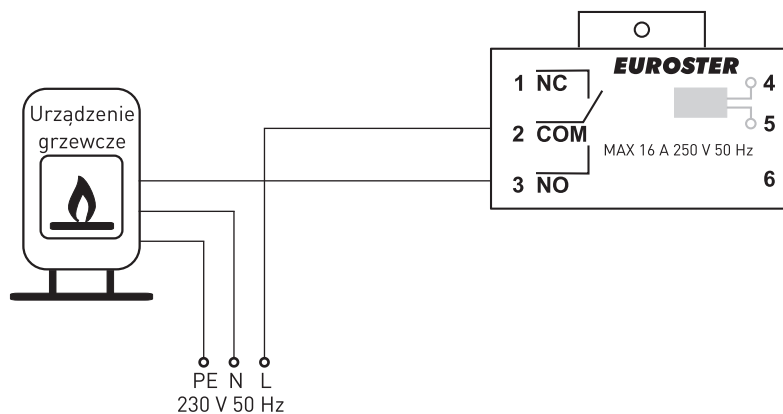 EUROSTER
1 NC
4
Urządzenie
grzewcze
2 COM
5
MAX 16 A 250 V 50 Hz
3 NO
6
PE N L
230 V 50 Hz